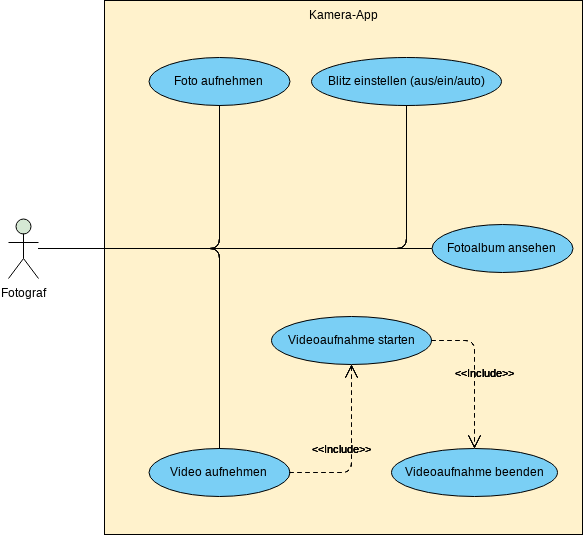 Kamera-App
Foto aufnehmen
Blitz einstellen (aus/ein/auto)
Fotoalbum ansehen
Fotograf
Videoaufnahme starten
<<Include>>
<<Include>>
Video aufnehmen
Videoaufnahme beenden